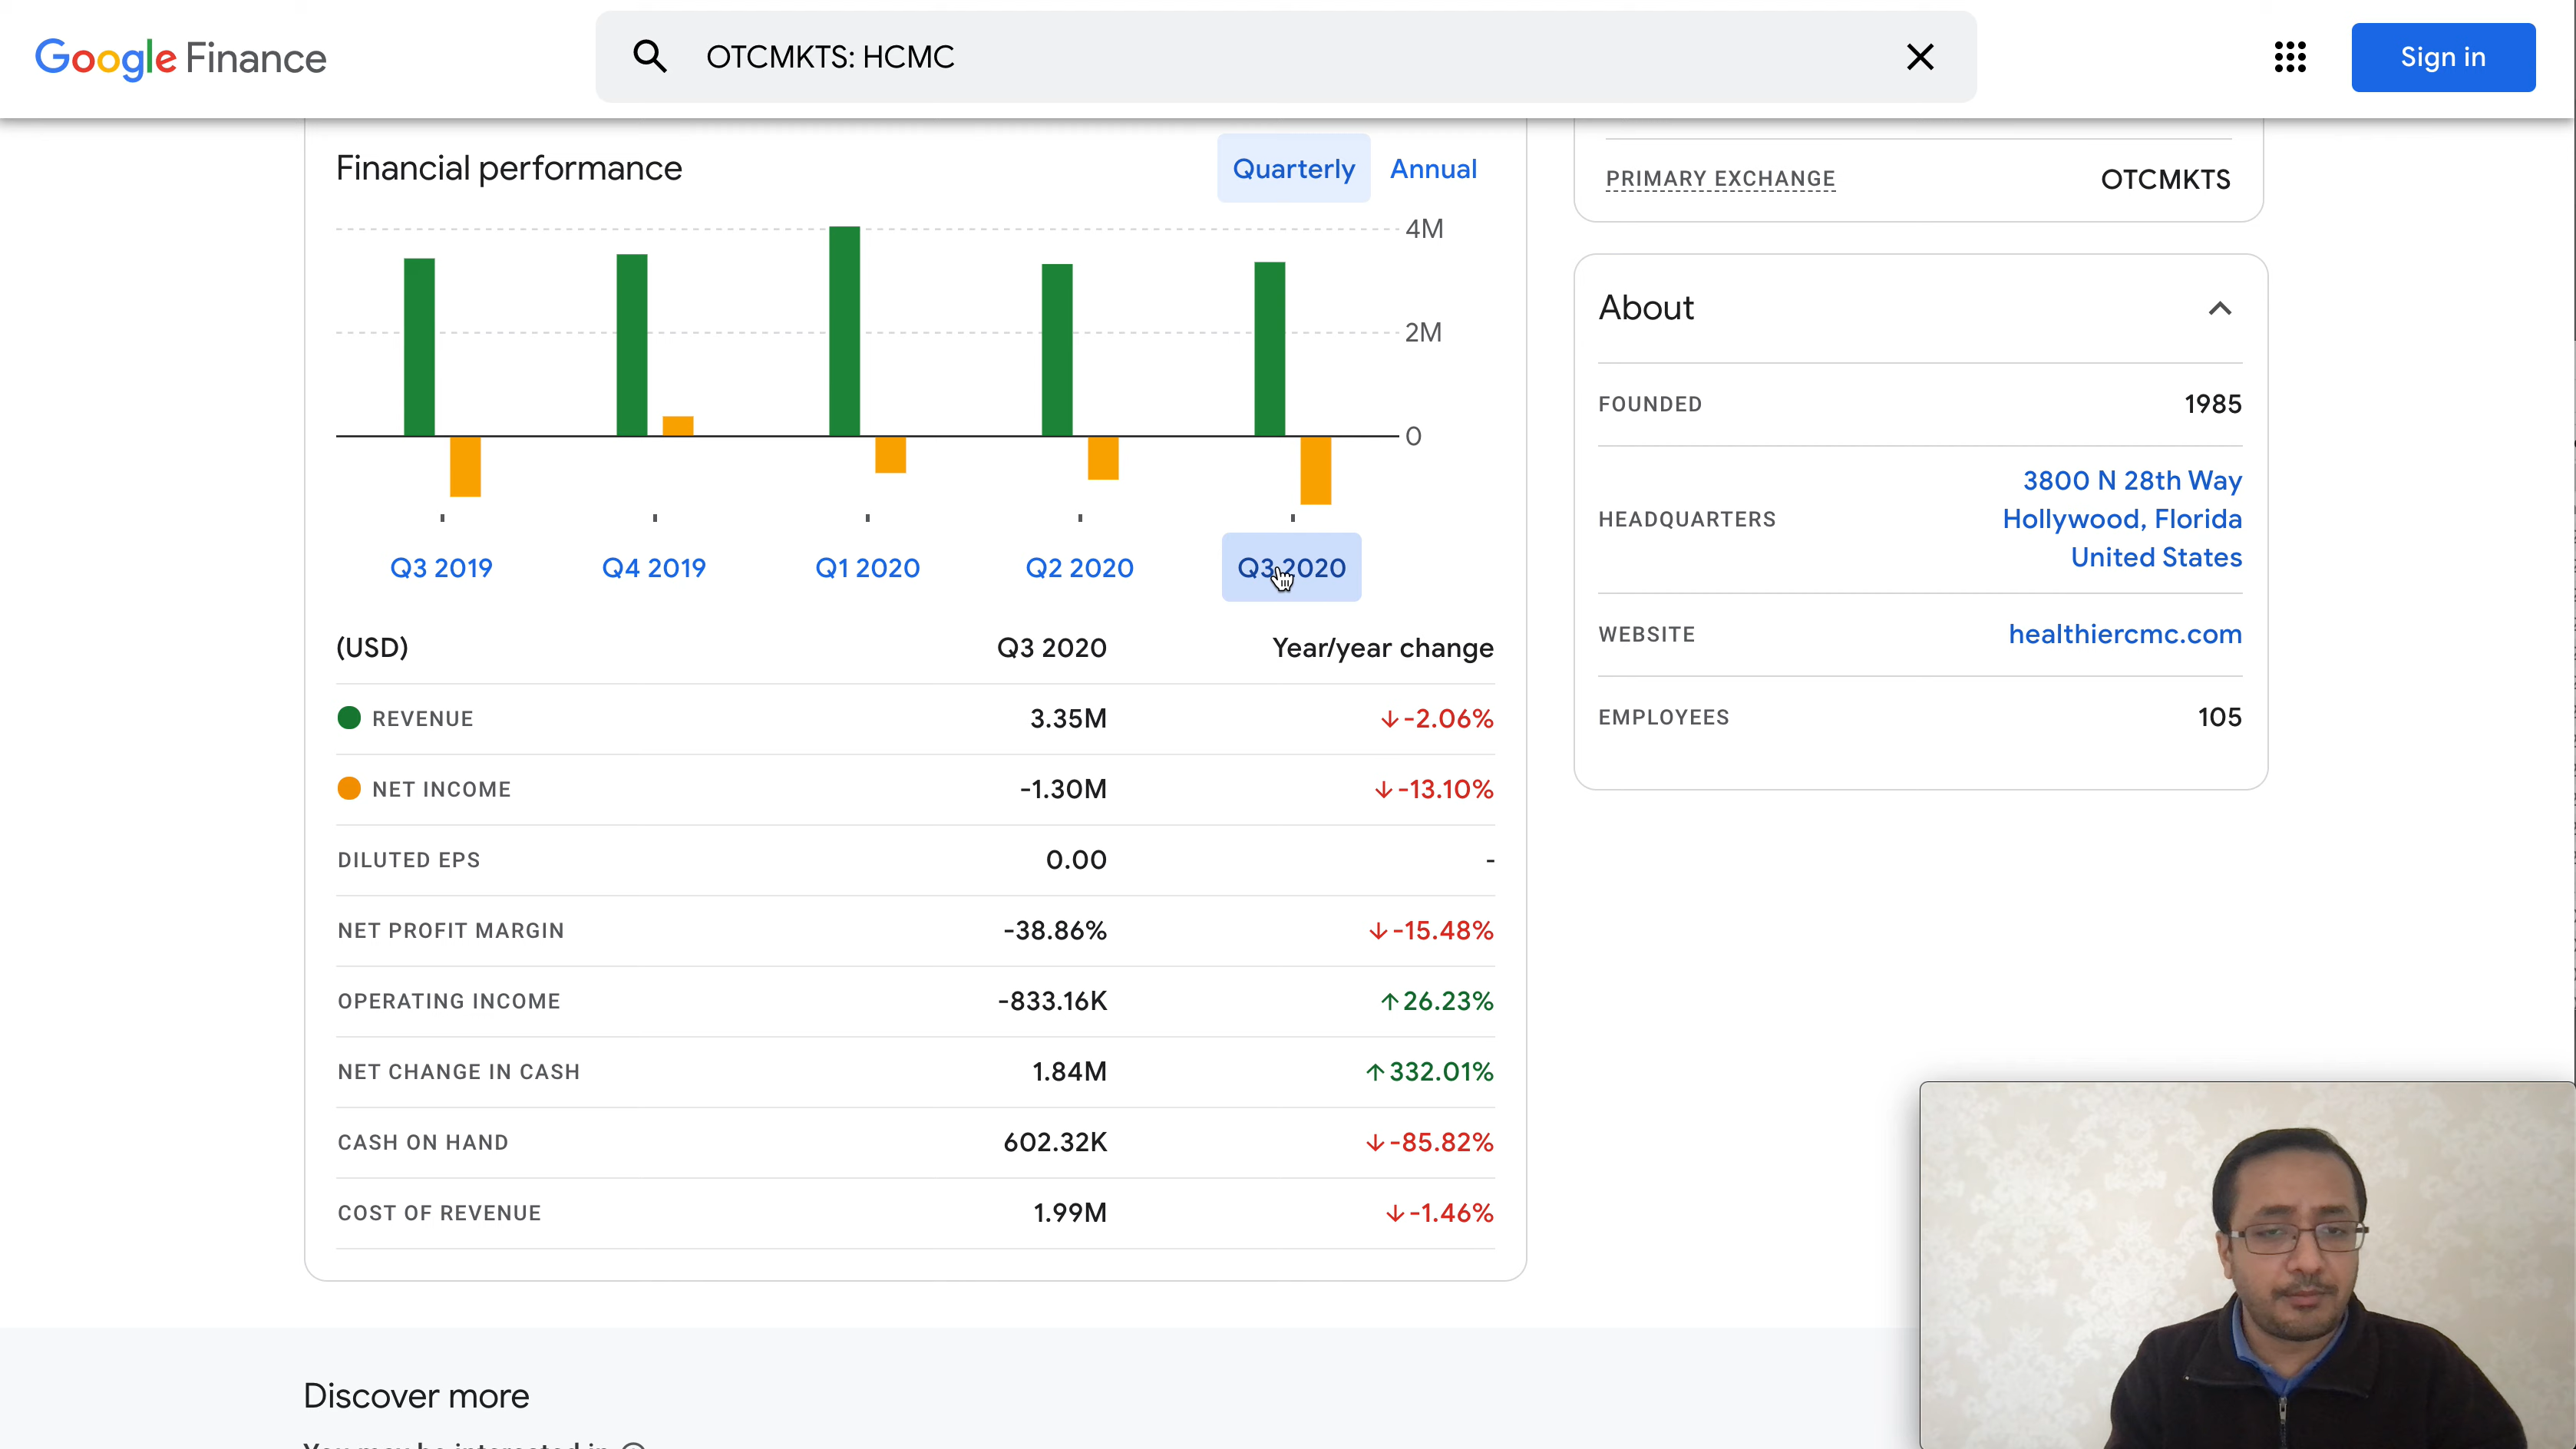 Google Finance
OTCMKTS: HCMC
Sign in
Financial performance
Quarterly
Annual
4M
2M
0
Q3 2019
Q4 2019
Q1 2020
Q2 2020
Q3 2020
(USD)
Q3 2020
Year/year change
REVENUE
3.35M
↓-2.06%
NET INCOME
-1.30M
↓-13.10%
DILUTED EPS
0.00
-
NET PROFIT MARGIN
-38.86%
↓-15.48%
OPERATING INCOME
-833.16K
↑26.23%
NET CHANGE IN CASH
1.84M
↑332.01%
CASH ON HAND
602.32K
↓-85.82%
COST OF REVENUE
1.99M
↓-1.46%
PRIMARY EXCHANGE
OTCMKTS
About
FOUNDED
1985
HEADQUARTERS
3800 N 28th Way
Hollywood, Florida
United States
WEBSITE
healthiercmc.com
EMPLOYEES
105
Discover more
You may be interested in